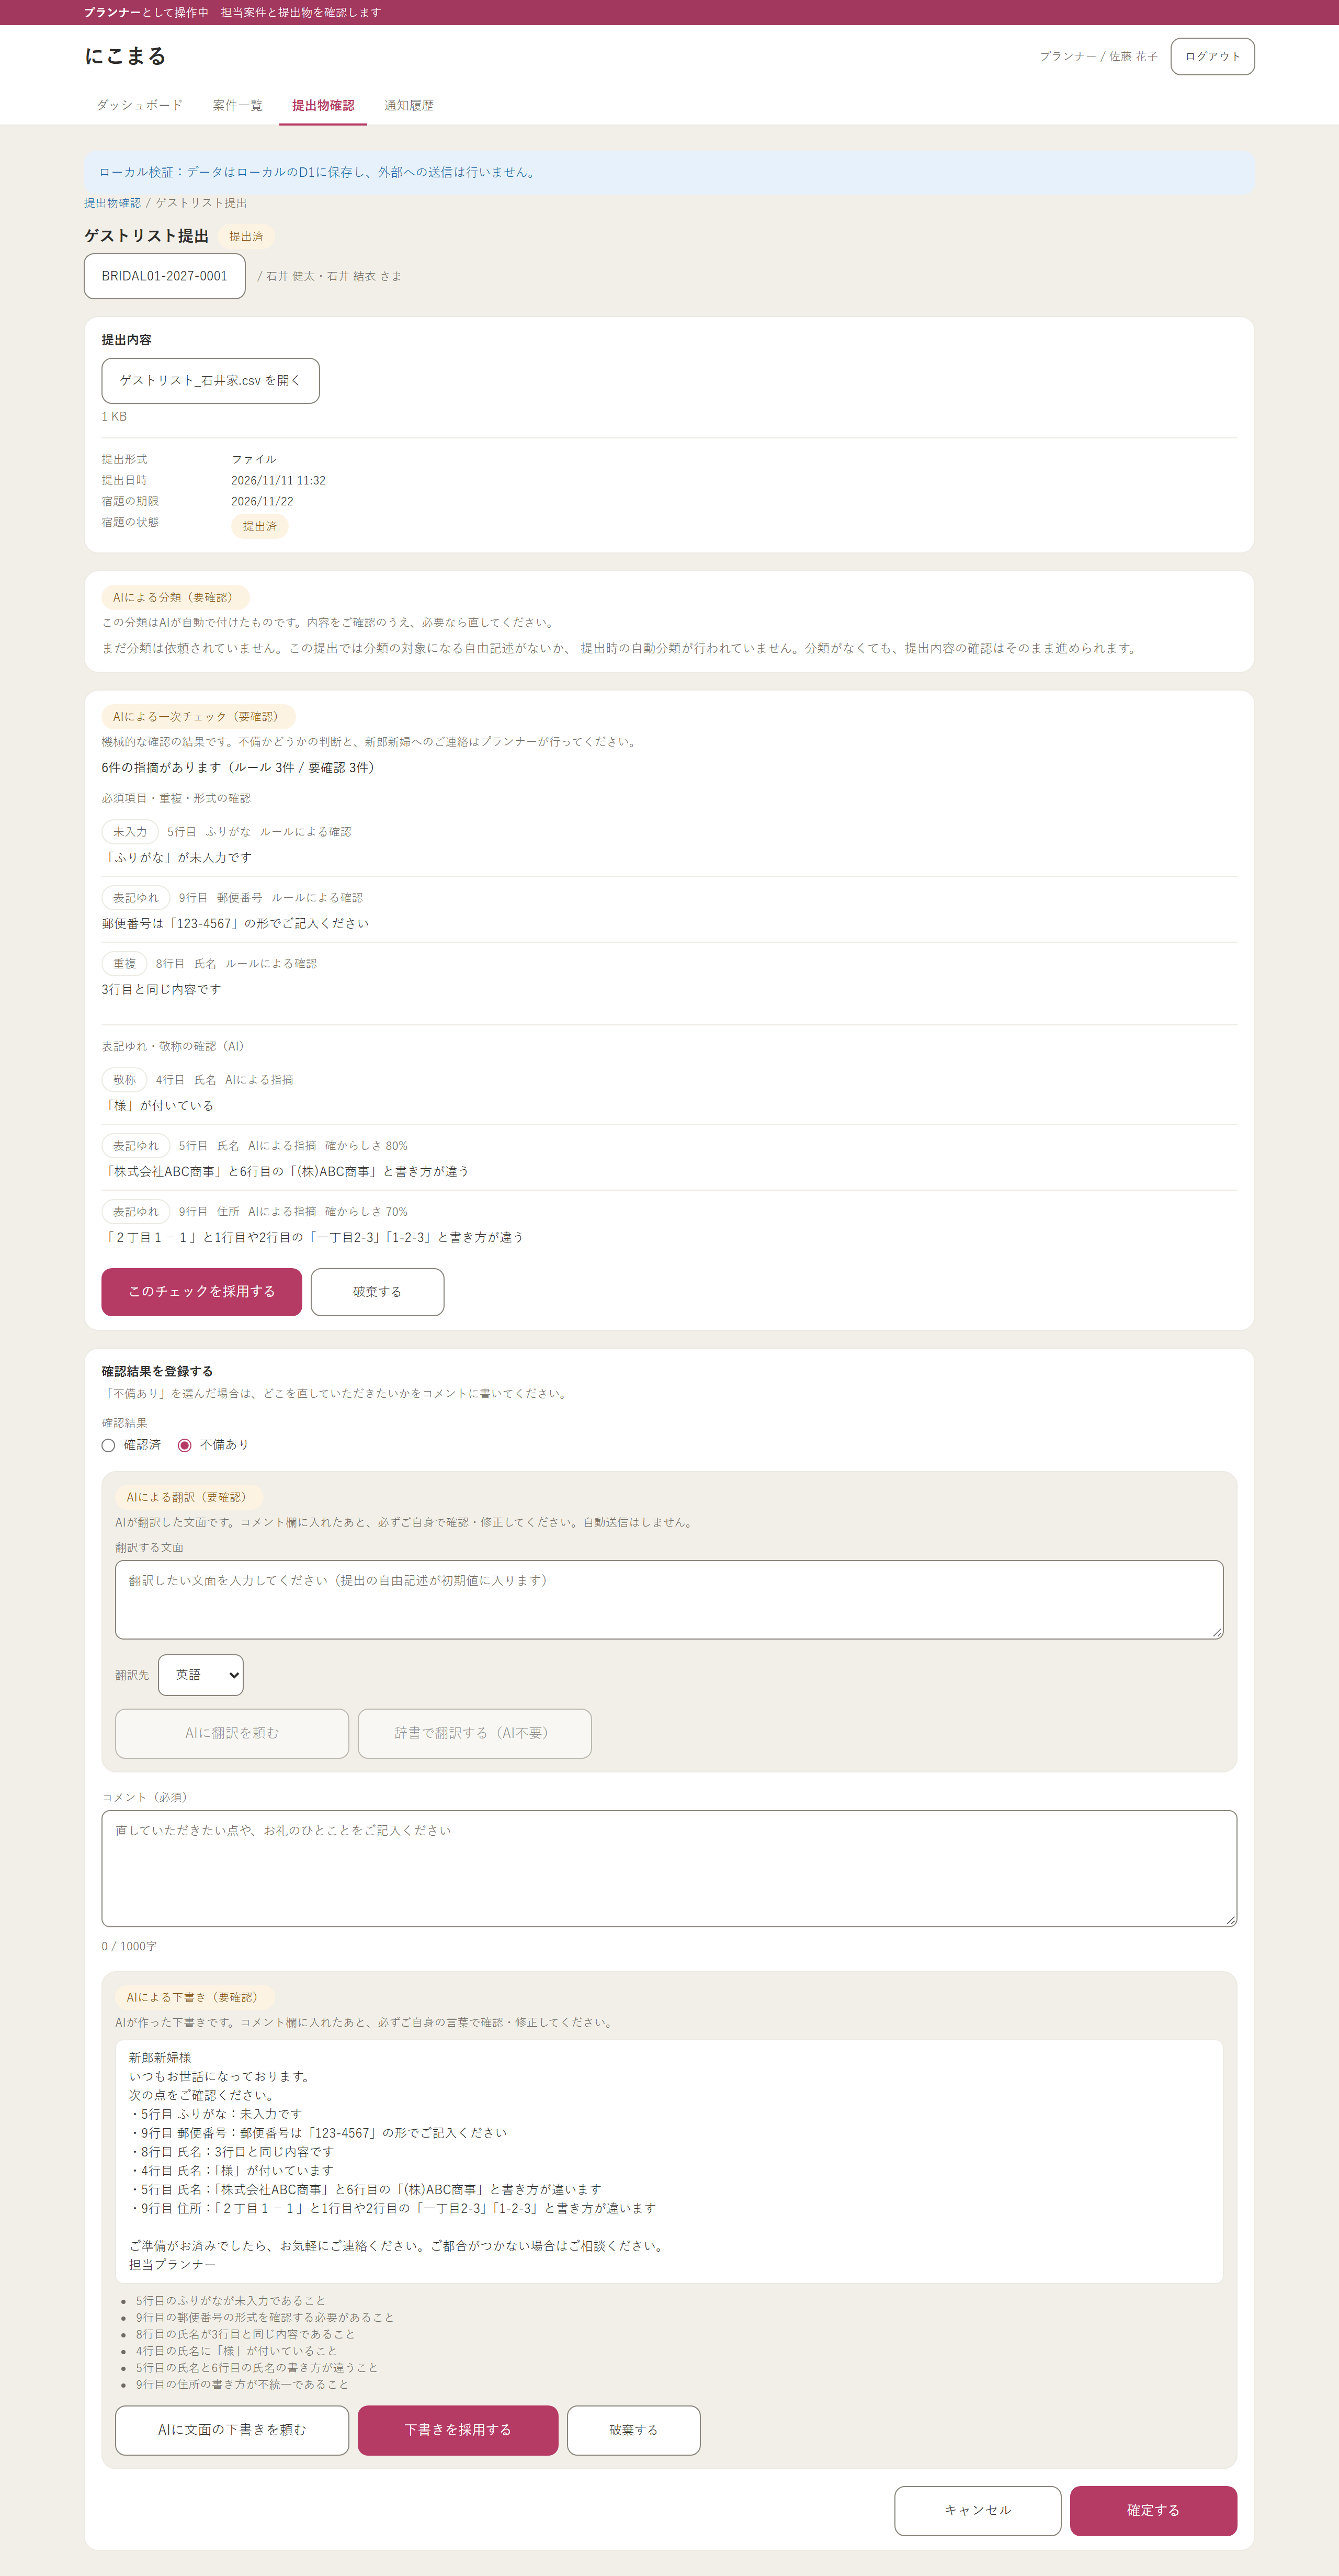 プランナーとして操作中 担当案件と提出物を確認します
にこまる
プランナー / 佐藤 花子
ログアウト
ダッシュボード 案件一覧 提出物確認 通知履歴
ローカル検証：データはローカルのD1に保存し、外部への送信は行いません。
提出物確認 / ゲストリスト提出
ゲストリスト提出 提出済
BRIDAL01-2027-0001 / 石井 健太・石井 結衣 さま
提出内容
ゲストリスト_石井家.csv を開く
1 KB
提出形式 ファイル
提出日時 2026/11/11 11:32
宿題の期限 2026/11/22
宿題の状態 提出済
AIによる分類（要確認）
この分類はAIが自動で付けたものです。内容をご確認のうえ、必要なら直してください。
まだ分類は依頼されていません。この提出では分類の対象になる自由記述がないか、 提出時の自動分類が行われていません。分類がなくても、提出内容の確認はそのまま進められます。
AIによる一次チェック（要確認）
機械的な確認の結果です。不備かどうかの判断と、新郎新婦へのご連絡はプランナーが行ってください。
6件の指摘があります（ルール 3件 / 要確認 3件）
必須項目・重複・形式の確認
未入力 5行目 ふりがな ルールによる確認
「ふりがな」が未入力です
表記ゆれ 9行目 郵便番号 ルールによる確認
郵便番号は「123-4567」の形でご記入ください
重複 8行目 氏名 ルールによる確認
3行目と同じ内容です
表記ゆれ・敬称の確認（AI）
敬称 4行目 氏名 AIによる指摘
「様」が付いている
表記ゆれ 5行目 氏名 AIによる指摘 確からしさ 80%
「株式会社ABC商事」と6行目の「(株)ABC商事」と書き方が違う
表記ゆれ 9行目 住所 AIによる指摘 確からしさ 70%
「２丁目１－１」と1行目や2行目の「一丁目2-3」「1-2-3」と書き方が違う
このチェックを採用する 破棄する
確認結果を登録する
「不備あり」を選んだ場合は、どこを直していただきたいかをコメントに書いてください。
確認結果
確認済 不備あり
AIによる翻訳（要確認）
AIが翻訳した文面です。コメント欄に入れたあと、必ずご自身で確認・修正してください。自動送信はしません。
翻訳する文面
翻訳したい文面を入力してください（提出の自由記述が初期値に入ります）
翻訳先 英語
AIに翻訳を頼む 辞書で翻訳する（AI不要）
コメント（必須）
直していただきたい点や、お礼のひとことをご記入ください
0 / 1000字
AIによる下書き（要確認）
AIが作った下書きです。コメント欄に入れたあと、必ずご自身の言葉で確認・修正してください。
新郎新婦様
いつもお世話になっております。
次の点をご確認ください。
・5行目 ふりがな：未入力です
・9行目 郵便番号：郵便番号は「123-4567」の形でご記入ください
・8行目 氏名：3行目と同じ内容です
・4行目 氏名：「様」が付いています
・5行目 氏名：「株式会社ABC商事」と6行目の「(株)ABC商事」と書き方が違います
・9行目 住所：「２丁目１－１」と1行目や2行目の「一丁目2-3」「1-2-3」と書き方が違います
ご準備がお済みでしたら、お気軽にご連絡ください。ご都合がつかない場合はご相談ください。
担当プランナー
5行目のふりがなが未入力であること
9行目の郵便番号の形式を確認する必要があること
8行目の氏名が3行目と同じ内容であること
4行目の氏名に「様」が付いていること
5行目の氏名と6行目の氏名の書き方が違うこと
9行目の住所の書き方が不統一であること
AIに文面の下書きを頼む 下書きを採用する 破棄する
キャンセル 確定する